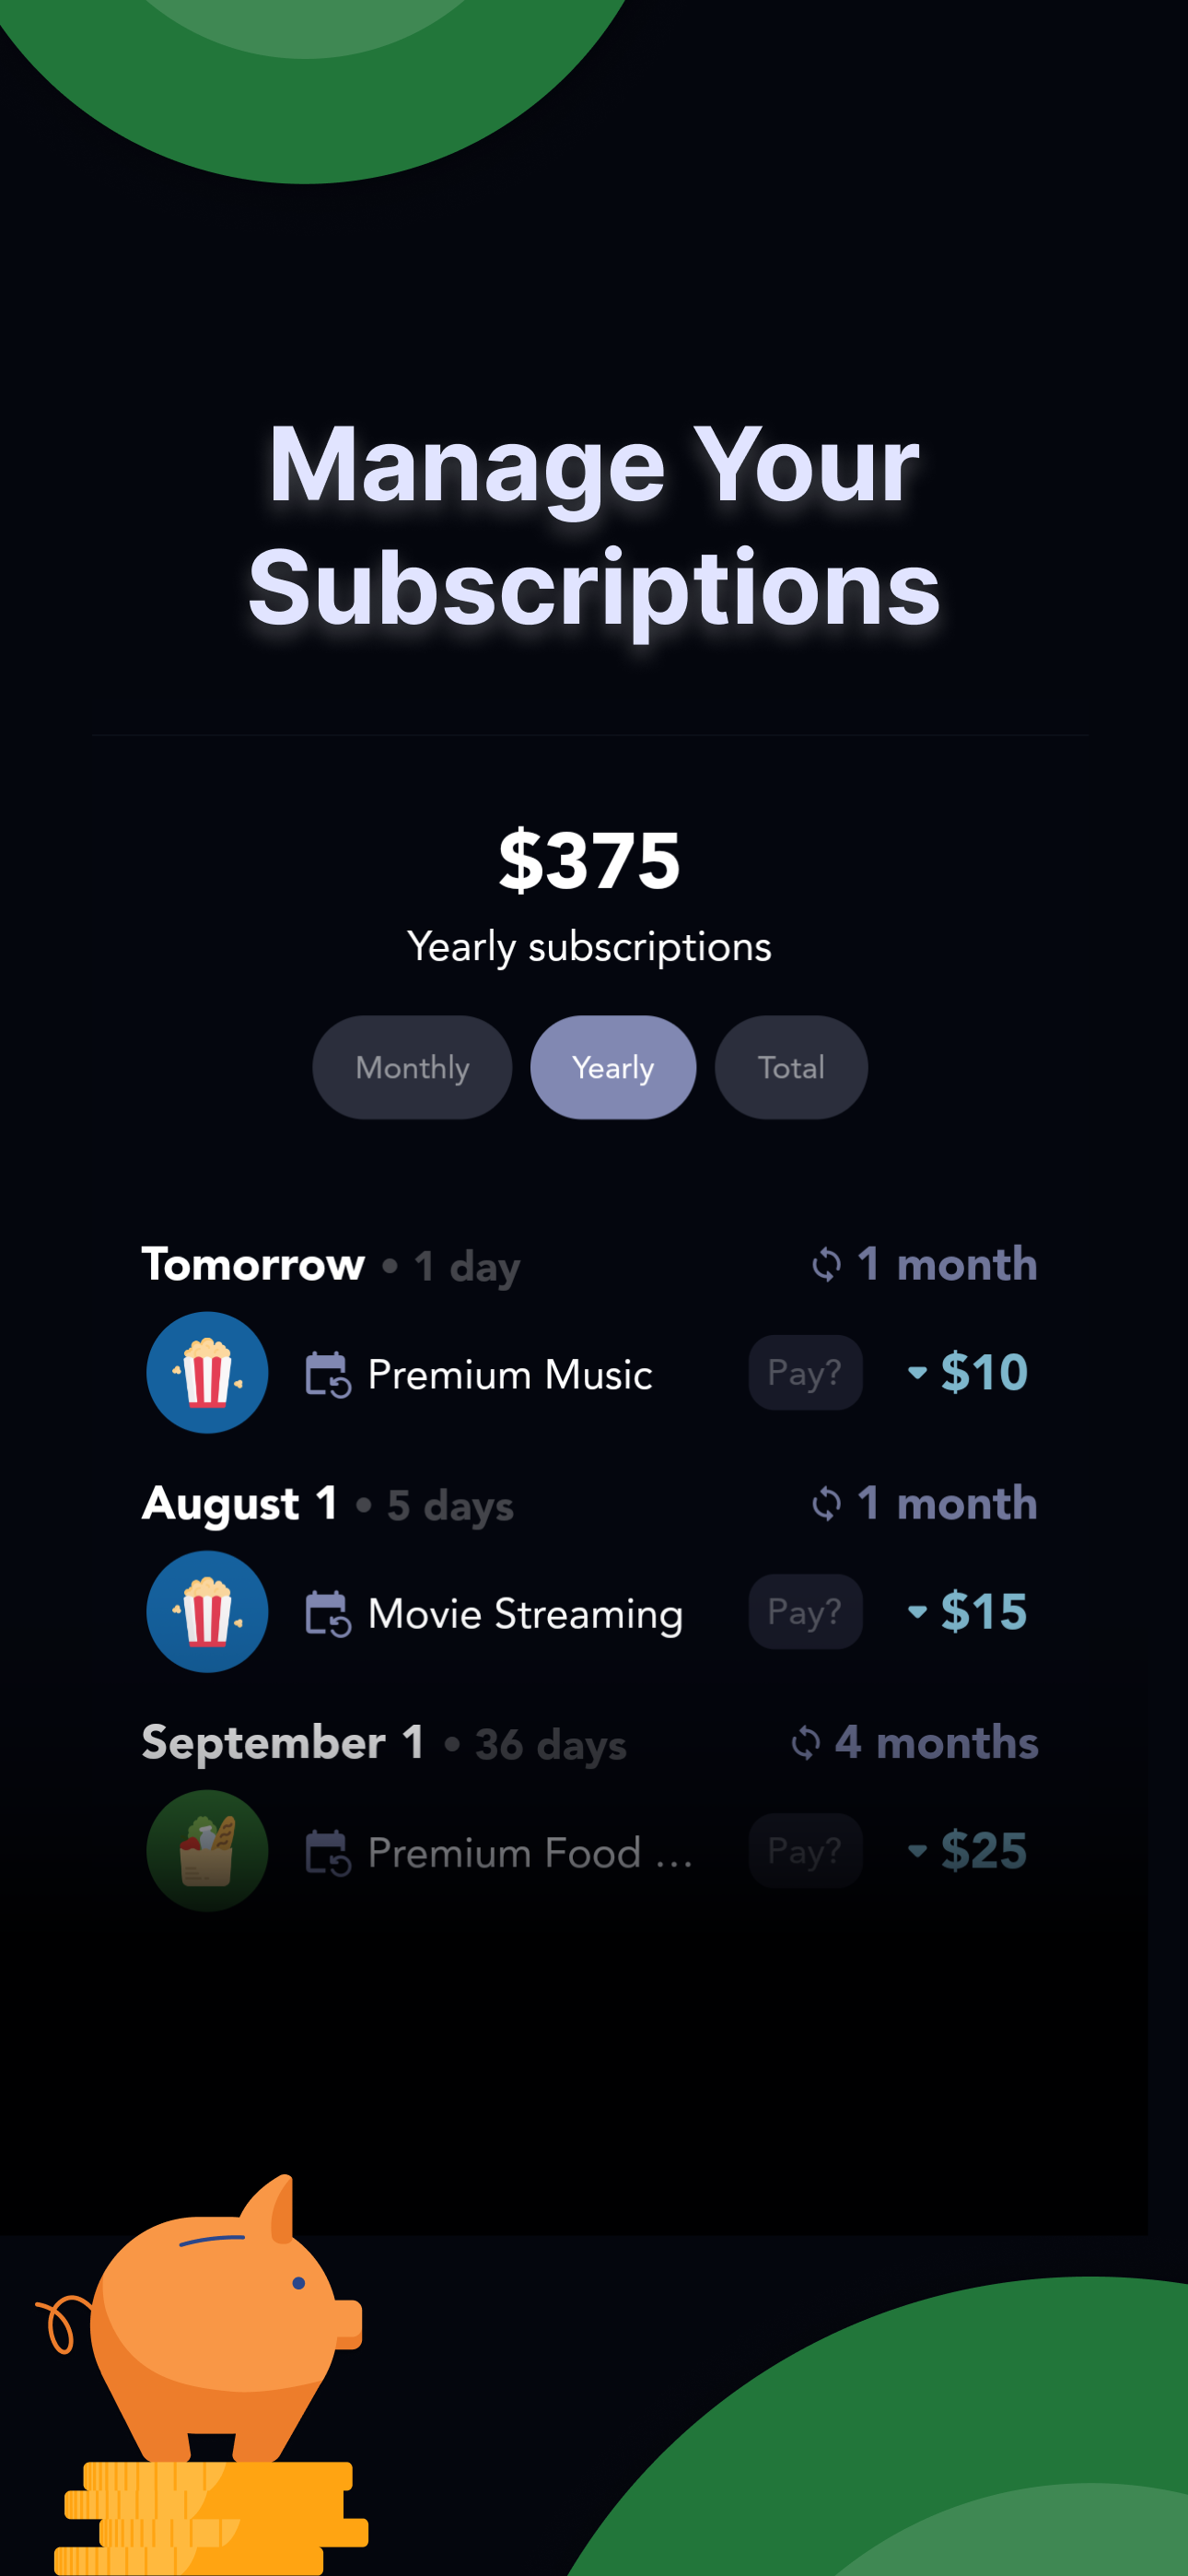 Manage Your
Subscriptions
$375
Yearly subscriptions
Monthly Yearly Total
Tomorrow • 1 day 1 month
Premium Music Pay? $10
August 1 • 5 days 1 month
Movie Streaming Pay? $15
September 1 • 36 days 4 months
Premium Food ... Pay? $25